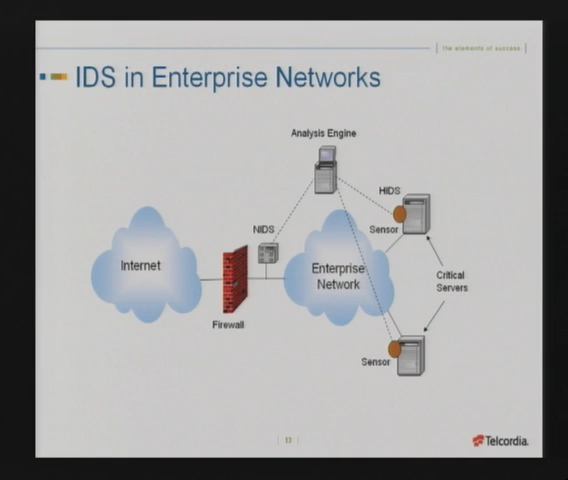 the elements of success
IDS in Enterprise Networks
Analysis Engine
HIDS
NIDS
Sensor
Internet
Enterprise
Network
Critical
Servers
Firewall
Sensor
13
Telcordia.